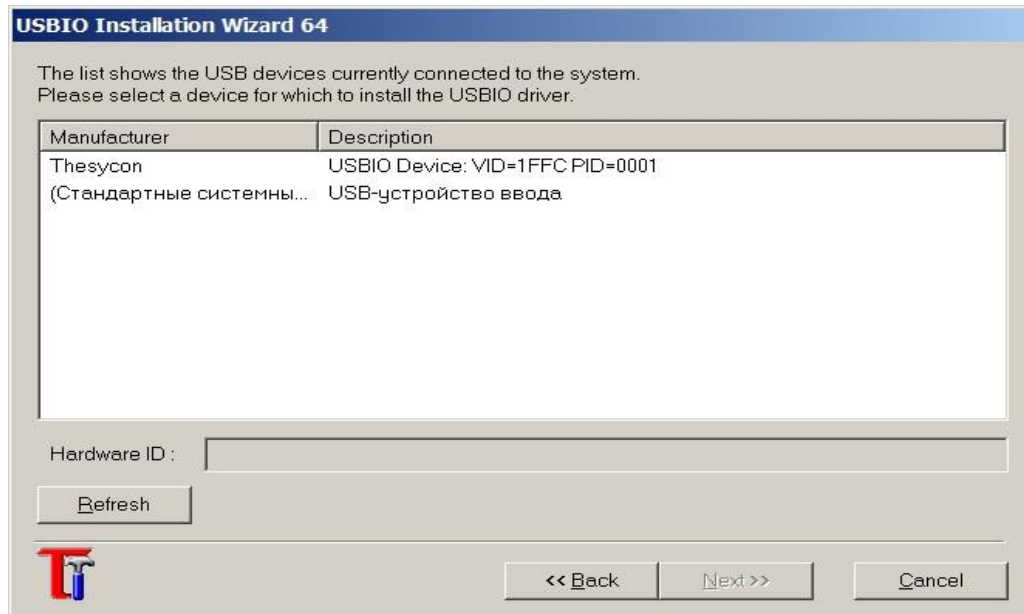 USBIO Installation Wizard 64
The list shows the USB devices currently connected to the system.
Please select a device for which to install the USBIO driver.
Manufacturer Description
Thesycon USBIO Device: VID=1FFC PID=0001
(Стандартные системны... USB-устройство ввода
Hardware ID :
Refresh
<< Back Next >> Cancel